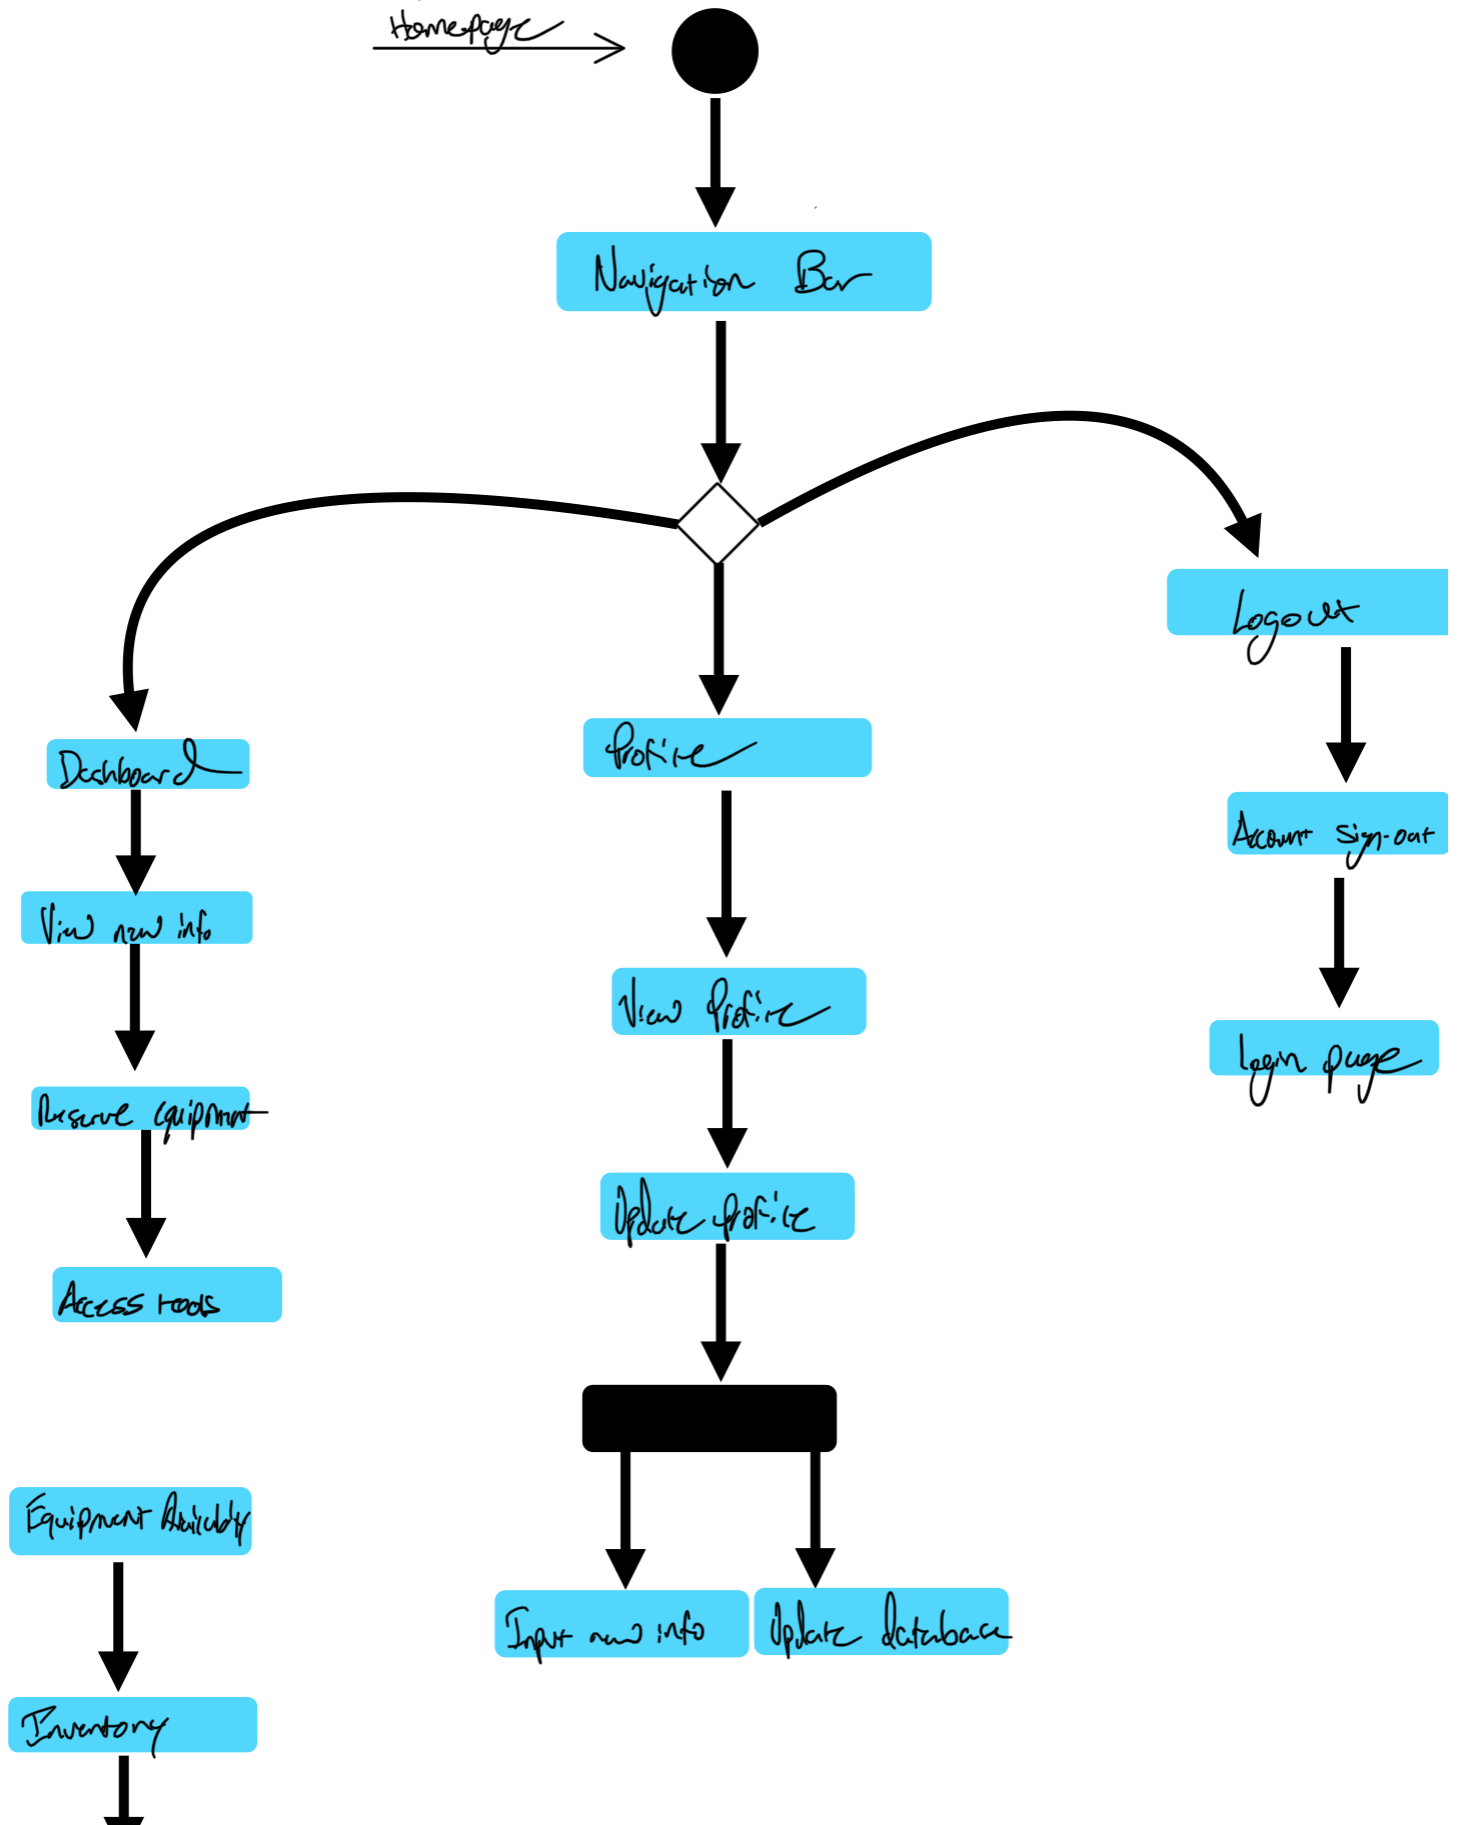 Homepage
Navigation Bar
Logout
Dashboard
Profile
Account sign-out
View new info
View Profile
Login page
Reserve equipment
Update profile
Access tools
Equipment
Input new info
Update database
Inventory